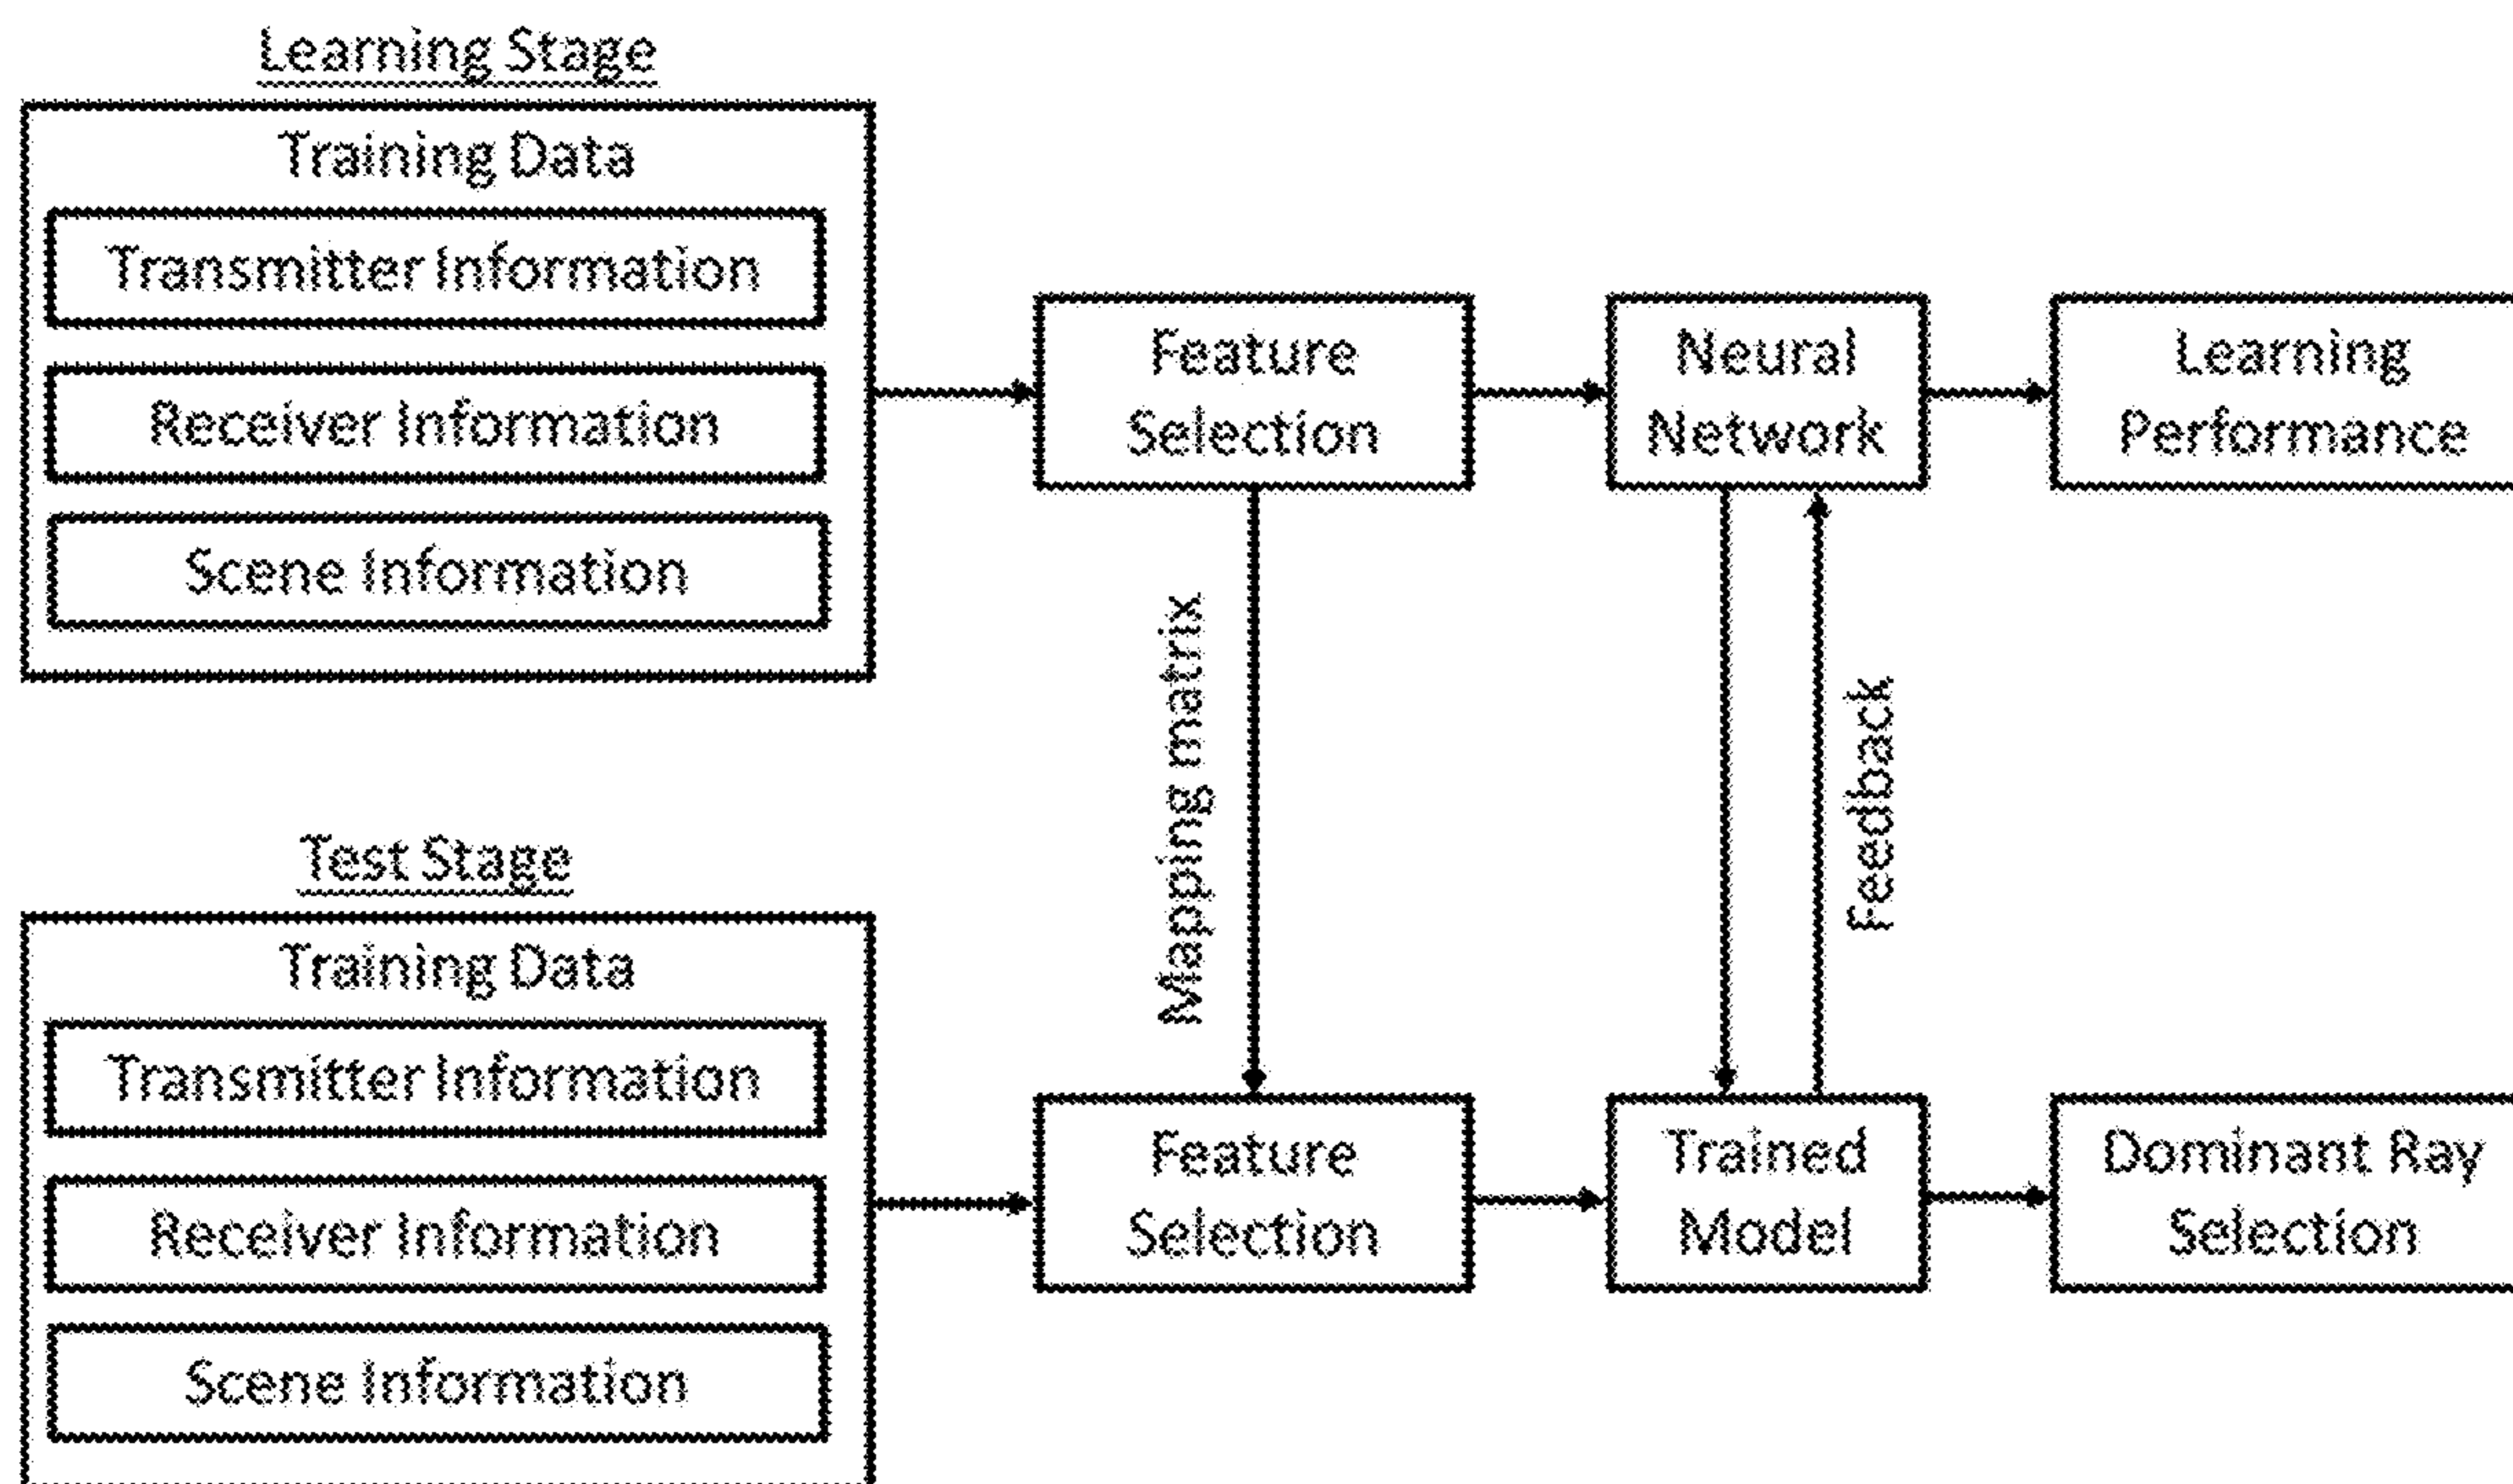 Learning Stage
Training Data
Transmitter Information
Receiver Information
Scene Information
Feature
Selection
Neural
Network
Learning
Performance
Mapping matrix
Feedback
Test Stage
Training Data
Transmitter Information
Receiver Information
Scene Information
Feature
Selection
Trained
Model
Dominant Ray
Selection